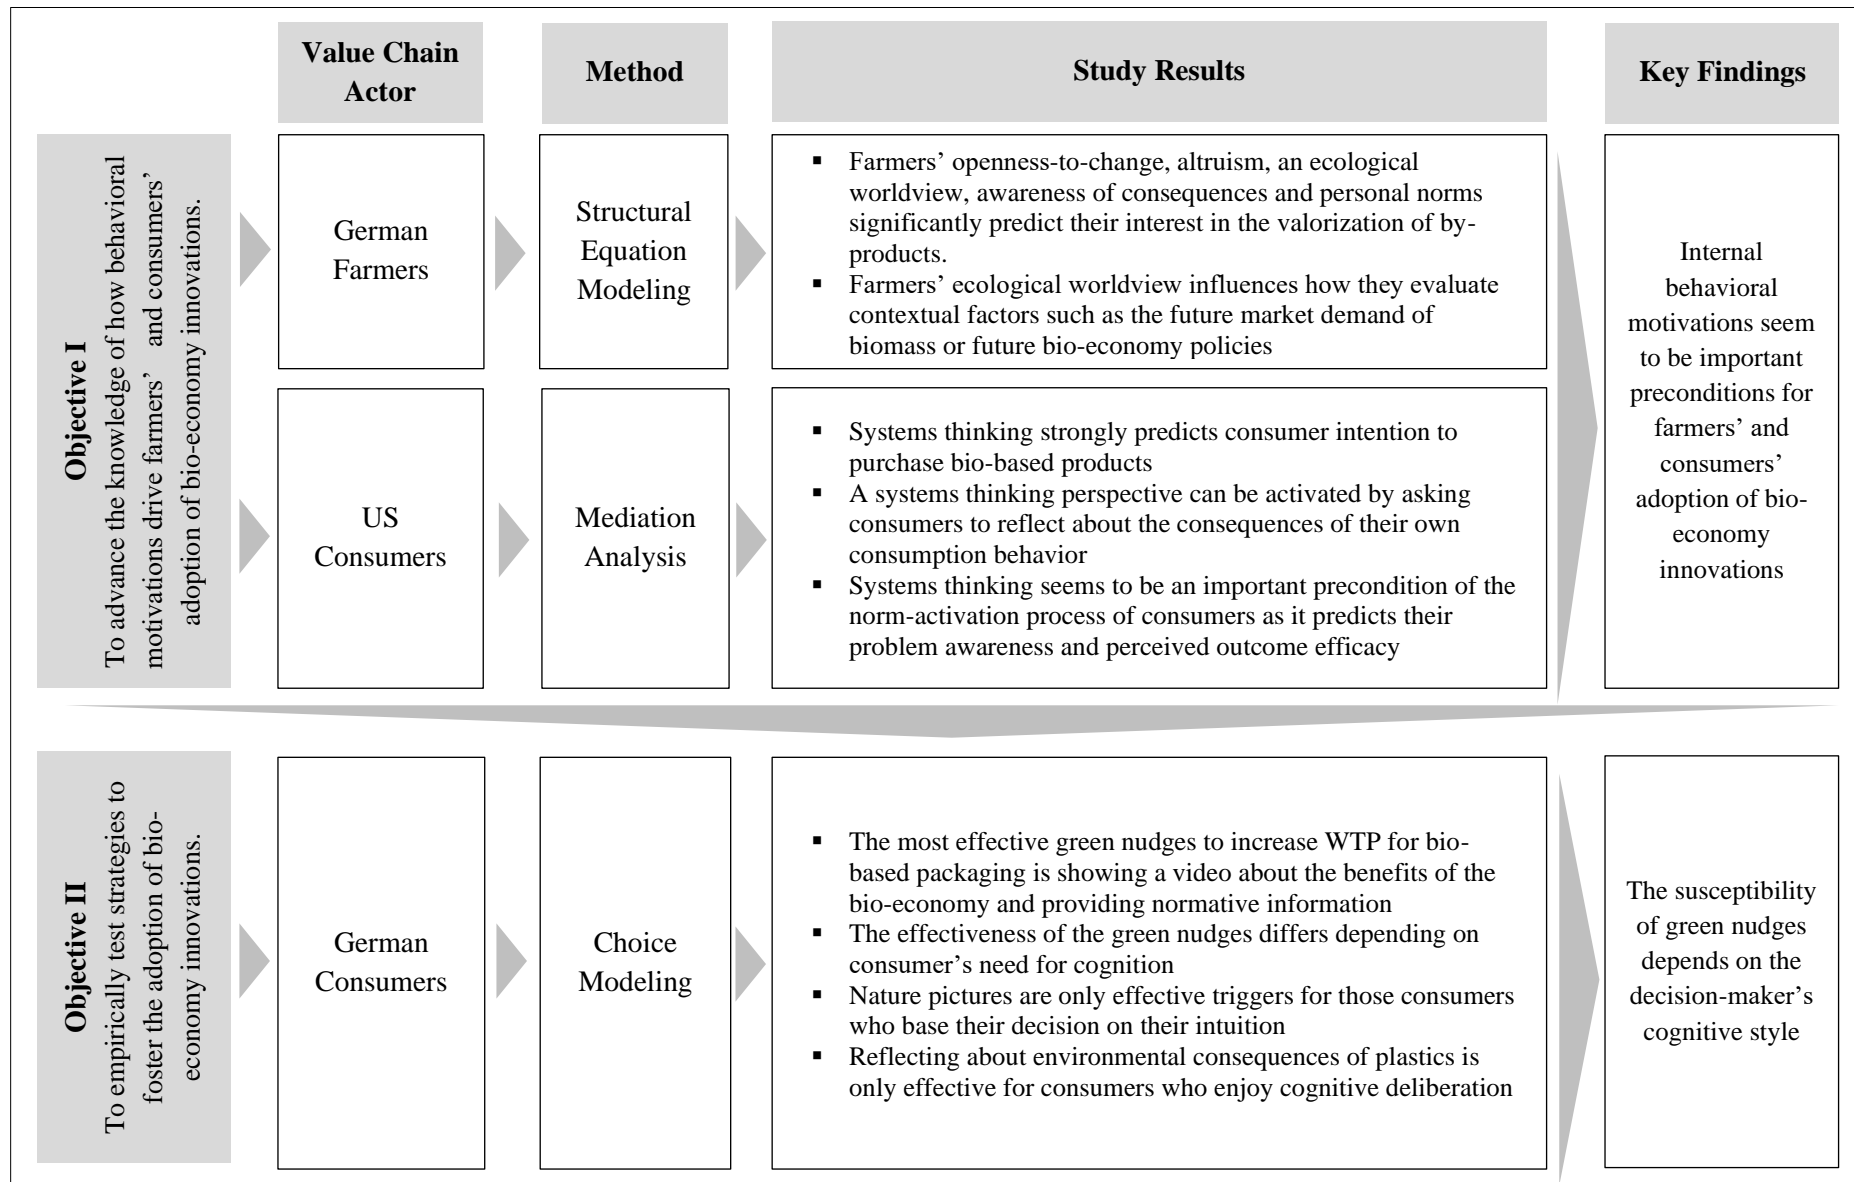 Value Chain
Actor
Method
Study Results
Key Findings
Objective I
To advance the knowledge of how behavioral
motivations drive farmers’ and consumers’
adoption of bio-economy innovations.
German
Farmers
Structural
Equation
Modeling
▪ Farmers’ openness-to-change, altruism, an ecological
worldview, awareness of consequences and personal norms
significantly predict their interest in the valorization of by-
products.
▪ Farmers’ ecological worldview influences how they evaluate
contextual factors such as the future market demand of
biomass or future bio-economy policies
US
Consumers
Mediation
Analysis
▪ Systems thinking strongly predicts consumer intention to
purchase bio-based products
▪ A systems thinking perspective can be activated by asking
consumers to reflect about the consequences of their own
consumption behavior
▪ Systems thinking seems to be an important precondition of the
norm-activation process of consumers as it predicts their
problem awareness and perceived outcome efficacy
Internal
behavioral
motivations seem
to be important
preconditions for
farmers’ and
consumers’
adoption of bio-
economy
innovations
Objective II
To empirically test strategies to
foster the adoption of bio-
economy innovations.
German
Consumers
Choice
Modeling
▪ The most effective green nudges to increase WTP for bio-
based packaging is showing a video about the benefits of the
bio-economy and providing normative information
▪ The effectiveness of the green nudges differs depending on
consumer’s need for cognition
▪ Nature pictures are only effective triggers for those consumers
who base their decision on their intuition
▪ Reflecting about environmental consequences of plastics is
only effective for consumers who enjoy cognitive deliberation
The susceptibility
of green nudges
depends on the
decision-maker’s
cognitive style